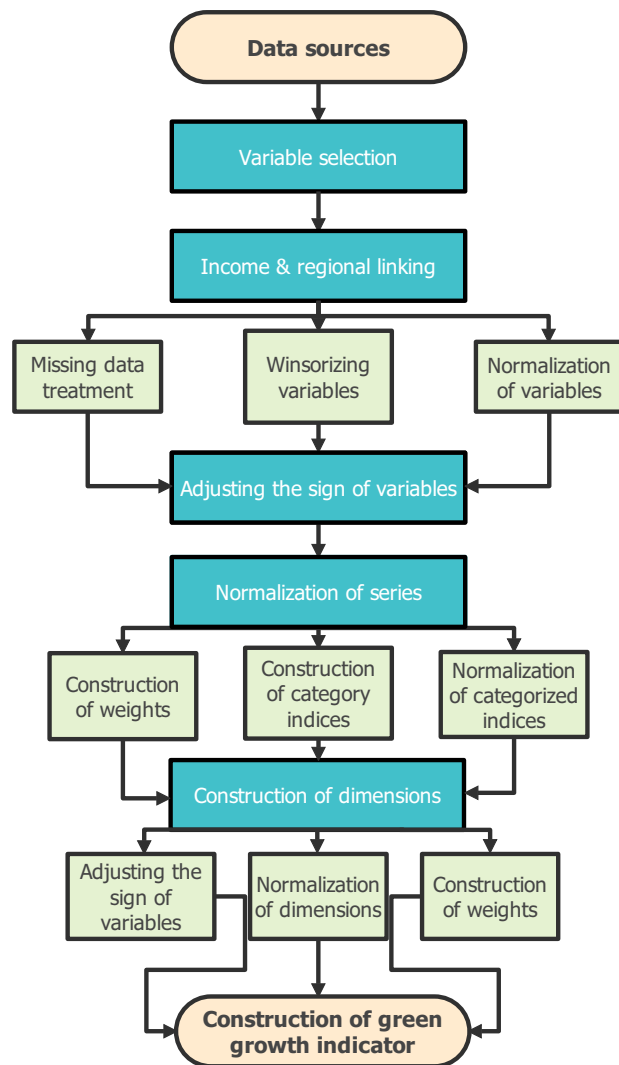 Data sources
Variable selection
Income & regional linking
Missing data
treatment
Winsorizing
variables
Normalization
of variables
Adjusting the sign of variables
Normalization of series
Construction
of weights
Construction
of category
indices
Normalization
of categorized
indices
Construction of dimensions
Adjusting the
sign of
variables
Normalization
of dimensions
Construction
of weights
Construction of green
growth indicator